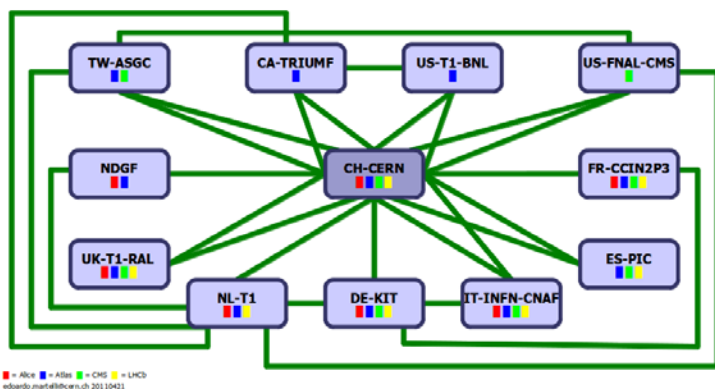 TW-ASGC
CA-TRIUMF
US-T1-BNL
US-FNAL-CMS
NDGF
CH-CERN
FR-CCIN2P3
UK-T1-RAL
ES-PIC
NL-T1
DE-KIT
IT-INFN-CNAF
= Alice = Atlas = CMS = LHCb
edoardo.martelli@cern.ch 20110421